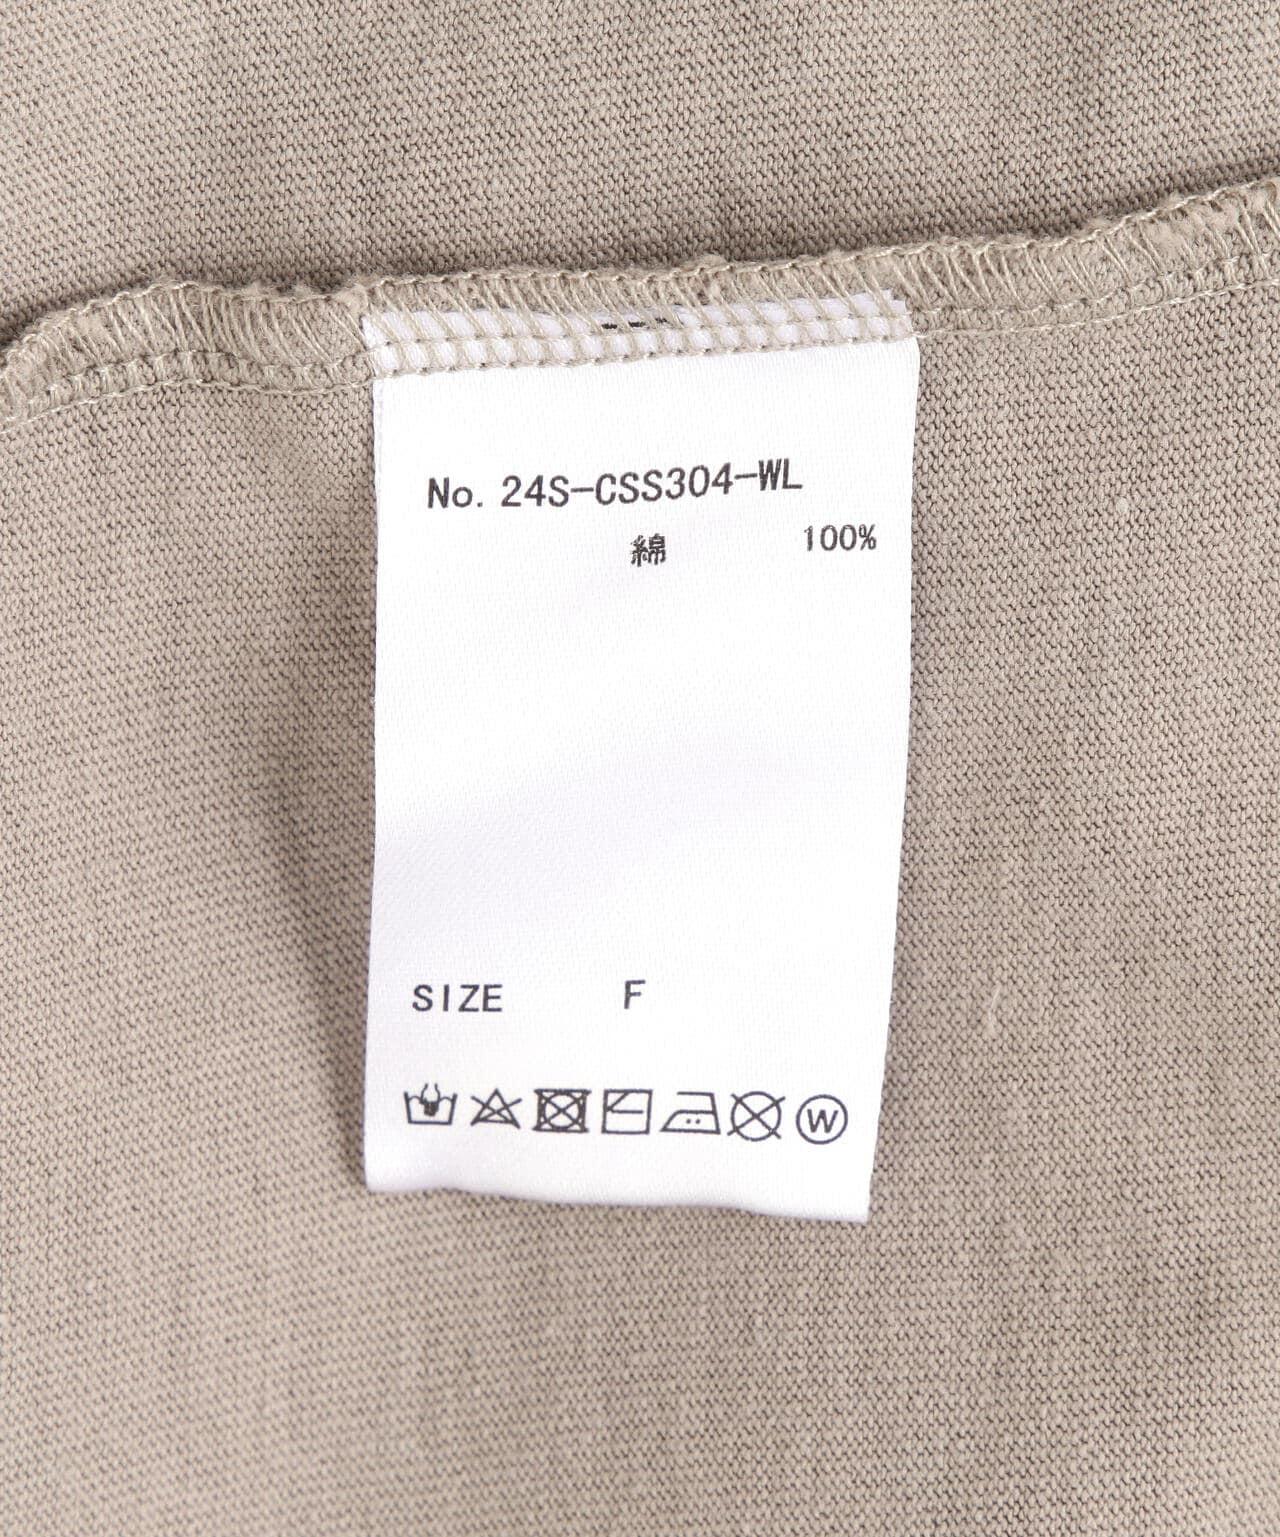 No. 24S-CSS304-WL
綿 100%
SIZE F
W